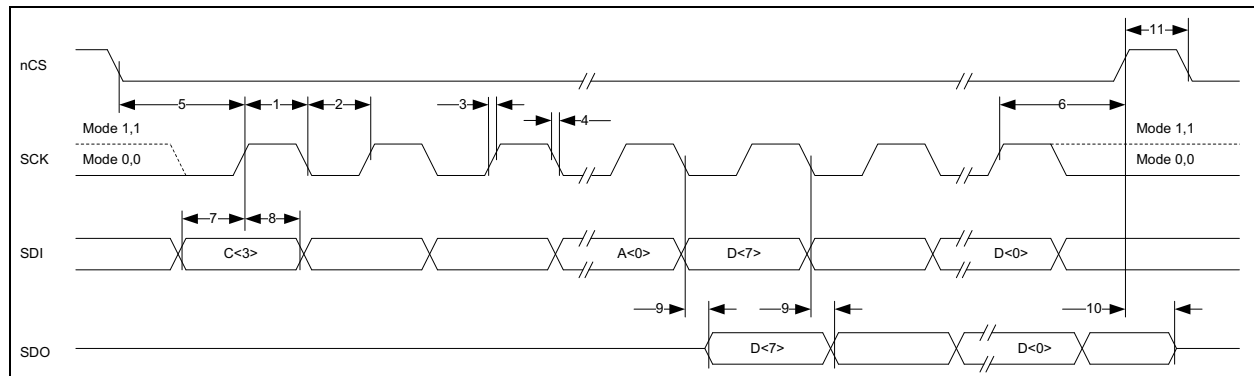 11
nCS
5
1
2
3
4
6
Mode 1,1
Mode 1,1
SCK
Mode 0,0
Mode 0,0
7
8
SDI
C<3>
A<0>
D<7>
D<0>
9
9
10
SDO
D<7>
D<0>